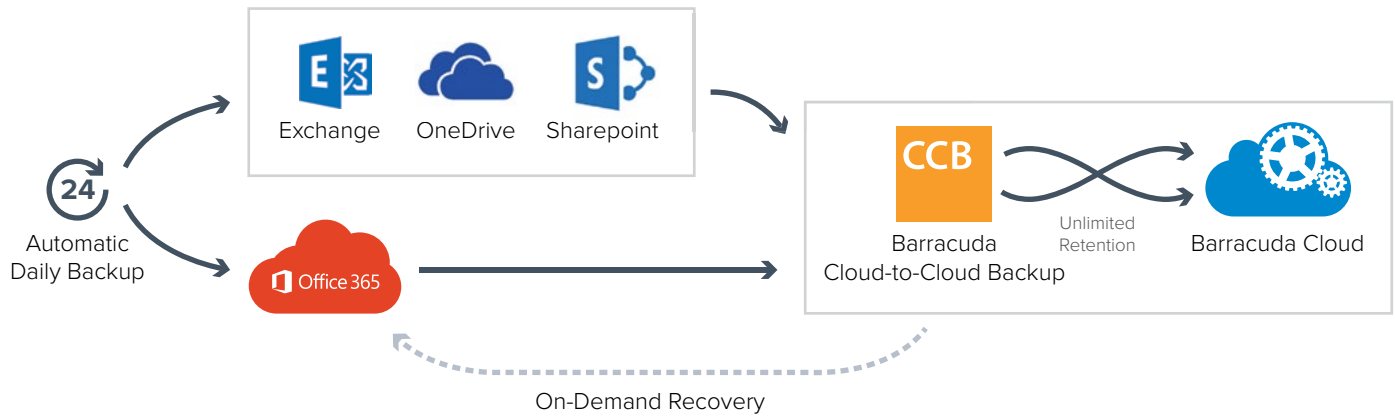 E
S
Exchange
OneDrive
Sharepoint
24
Automatic
Daily Backup
Office 365
CCB
Unlimited
Retention
Barracuda
Cloud-to-Cloud Backup
Barracuda Cloud
On-Demand Recovery